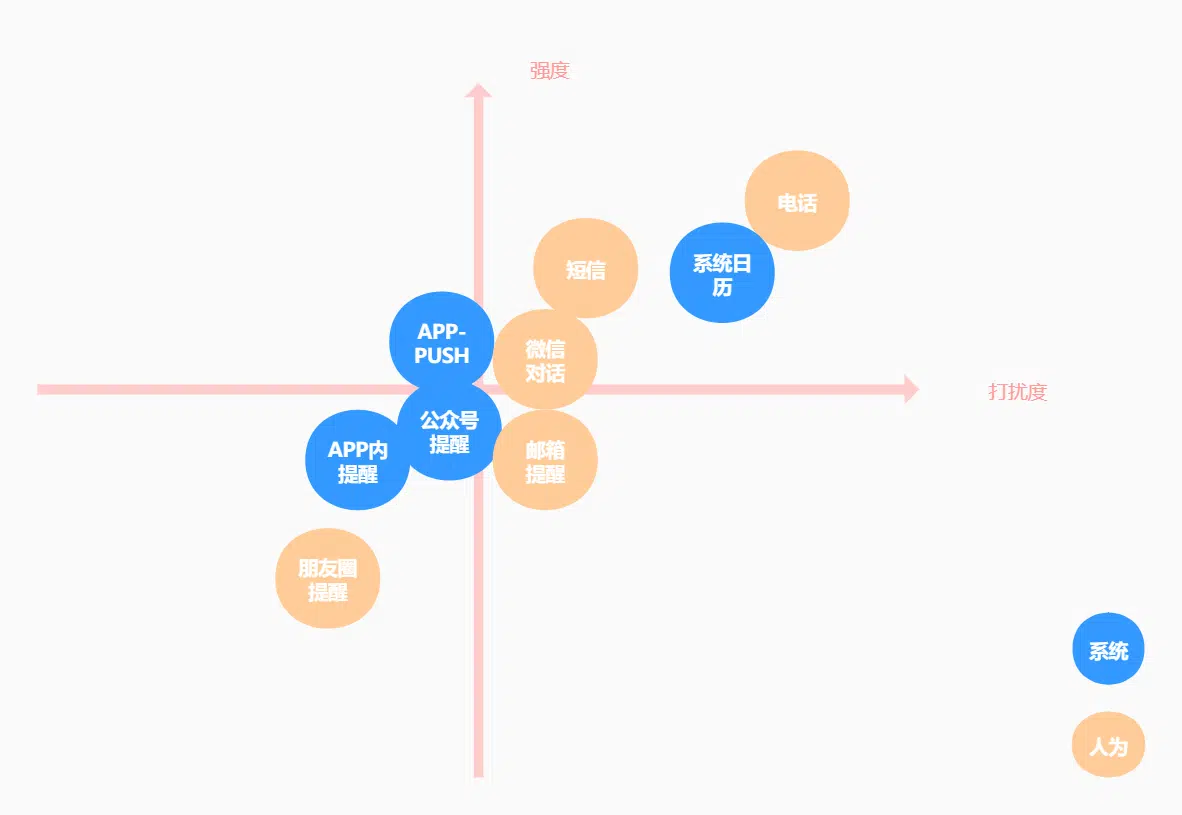 强度
电话
系统日
历
短信
APP-
PUSH
微信
对话
打扰度
公众号
提醒
APP内
提醒
邮箱
提醒
朋友圈
提醒
系统
人为